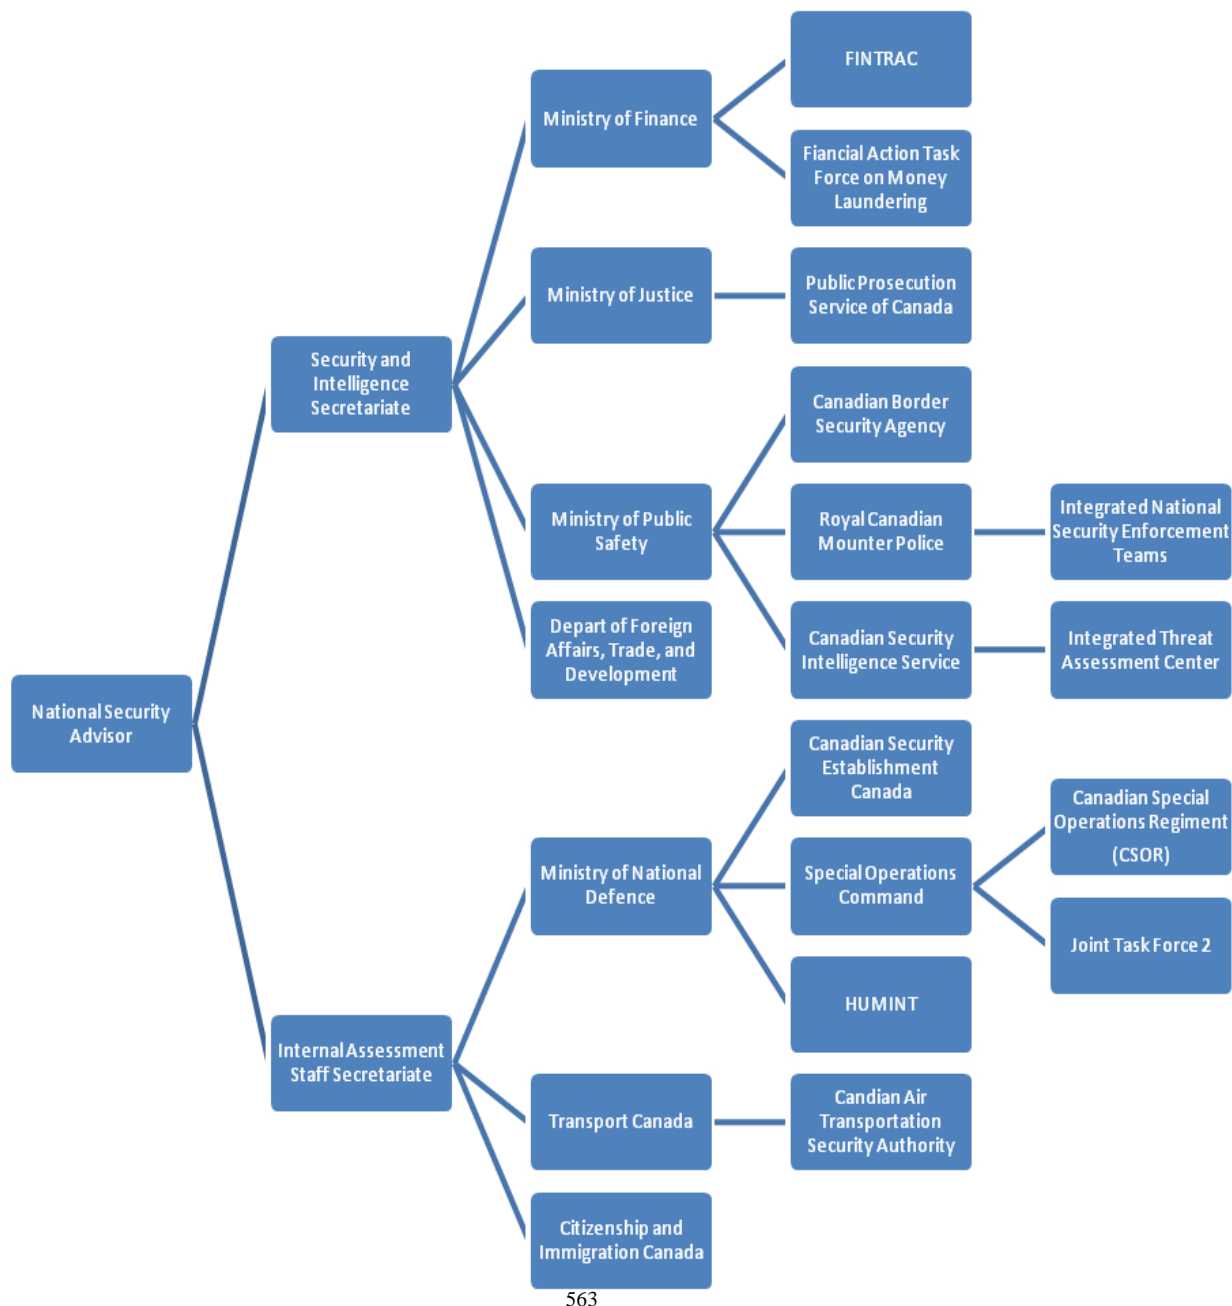 FINTRAC
Ministry of Finance
Fiancial Action Task
Force on Money
Laundering
Ministry of Justice
Public Prosecution
Service of Canada
Security and
Intelligence
Secretariate
Canadian Border
Security Agency
Ministry of Public
Safety
Royal Canadian
Mounter Police
Integrated National
Security Enforcement
Teams
Depart of Foreign
Affairs, Trade, and
Development
Canadian Security
Intelligence Service
Integrated Threat
Assessment Center
National Security
Advisor
Canadian Security
Establishment
Canada
Ministry of National
Defence
Special Operations
Command
Canadian Special
Operations Regiment
(CSOR)
Joint Task Force 2
HUMINT
Internal Assessment
Staff Secretariate
Transport Canada
Candian Air
Transportation
Security Authority
Citizenship and
Immigration Canada
563